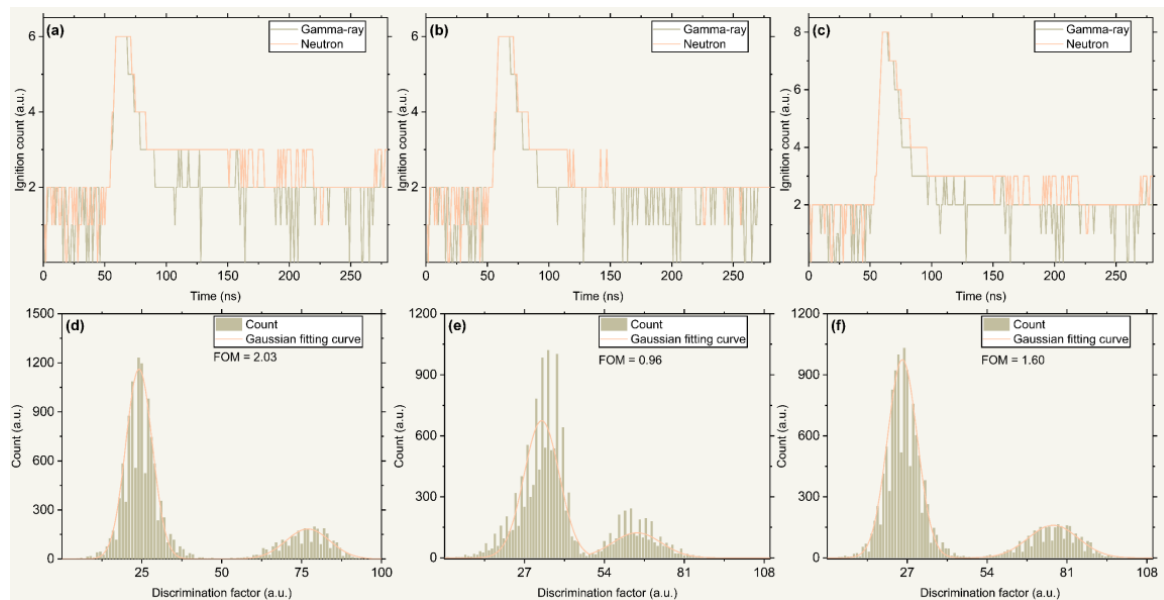 (a)
Gamma-ray
Neutron
6
4
2
Ignition count (a.u.)
0 50 100 150 200 250
Time (ns)
(b)
Gamma-ray
Neutron
6
4
2
Ignition count (a.u.)
0 50 100 150 200 250
Time (ns)
(c)
Gamma-ray
Neutron
8
6
4
2
Ignition count (a.u.)
0 50 100 150 200 250
Time (ns)
(d)
Count
Gaussian fitting curve
FOM = 2.03
1500
1200
900
600
300
0
Count (a.u.)
25 50 75 100
Discrimination factor (a.u.)
(e)
Count
Gaussian fitting curve
FOM = 0.96
1200
900
600
300
0
Count (a.u.)
27 54 81 108
Discrimination factor (a.u.)
(f)
Count
Gaussian fitting curve
FOM = 1.60
1200
900
600
300
0
Count (a.u.)
27 54 81 108
Discrimination factor (a.u.)